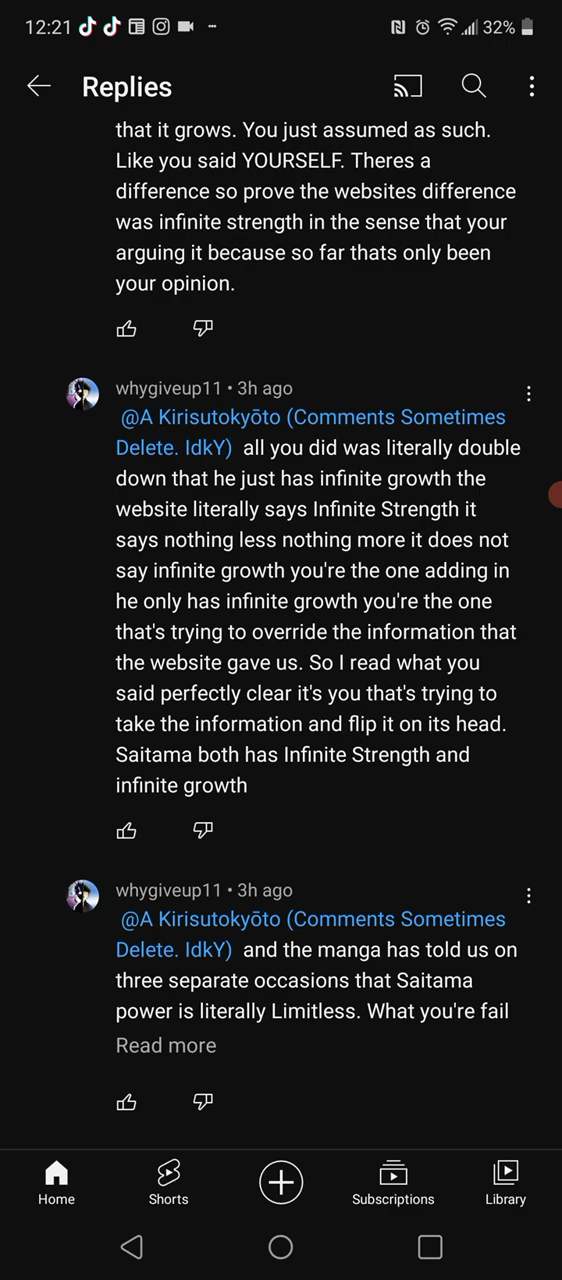 12:21
32%
Replies
that it grows. You just assumed as such.
Like you said YOURSELF. Theres a
difference so prove the websites difference
was infinite strength in the sense that your
arguing it because so far thats only been
your opinion.
whygiveup11 • 3h ago
@A Kirisutokyōto (Comments Sometimes
Delete. IdkY) all you did was literally double
down that he just has infinite growth the
website literally says Infinite Strength it
says nothing less nothing more it does not
say infinite growth you're the one adding in
he only has infinite growth you're the one
that's trying to override the information that
the website gave us. So I read what you
said perfectly clear it's you that's trying to
take the information and flip it on its head.
Saitama both has Infinite Strength and
infinite growth
whygiveup11 • 3h ago
@A Kirisutokyōto (Comments Sometimes
Delete. IdkY) and the manga has told us on
three separate occasions that Saitama
power is literally Limitless. What you're fail
Read more
Home
Shorts
Subscriptions
Library